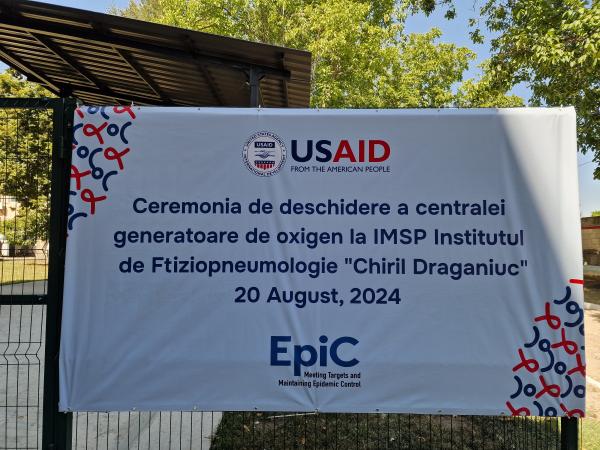 USAID
USAID
FROM THE AMERICAN PEOPLE
Ceremonia de deschidere a centralei
generatoare de oxigen la IMSP Institutul
de Ftiziopneumologie "Chiril Draganiuc"
20 August, 2024
EpiC
Meeting Targets and
Maintaining Epidemic Control